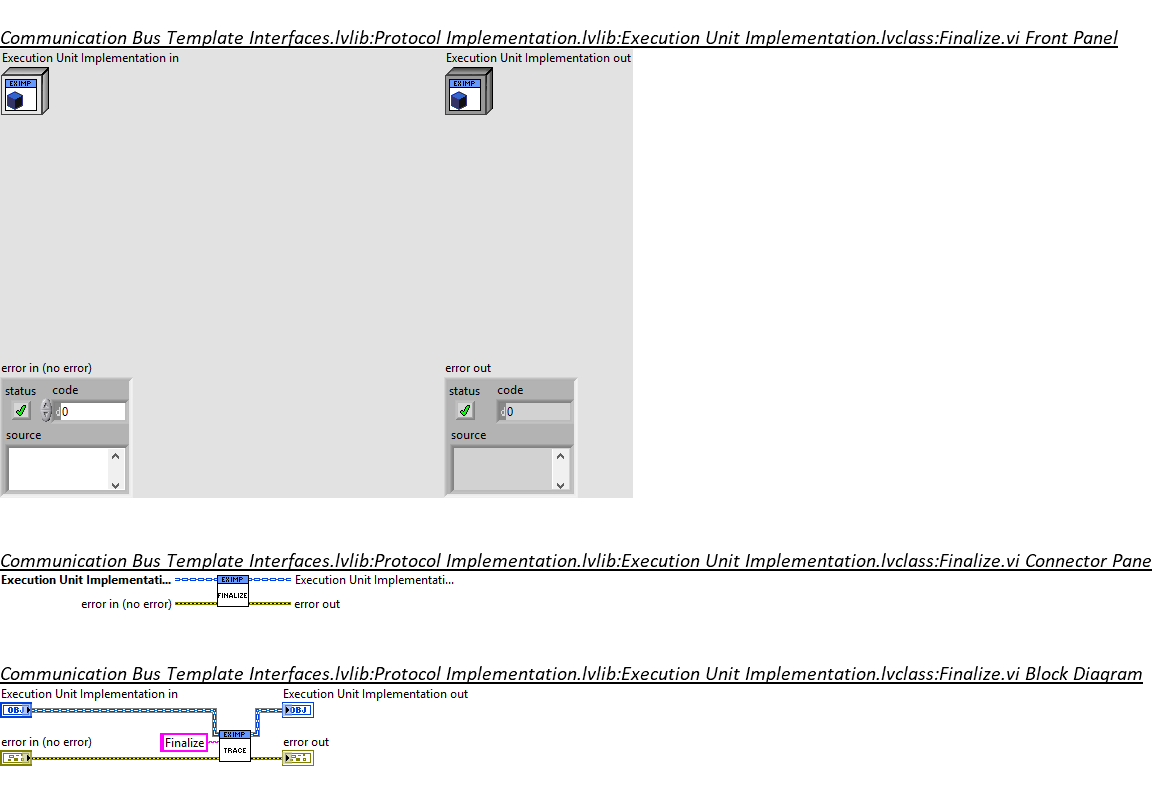 Communication Bus Template Interfaces.lvlib:Protocol Implementation.lvlib:Execution Unit Implementation.lvclass:Finalize.vi Front Panel
Execution Unit Implementation in Execution Unit Implementation out
EXIMP EXIMP
error in (no error) error out
status code status code
d 0 d 0
source source
Communication Bus Template Interfaces.lvlib:Protocol Implementation.lvlib:Execution Unit Implementation.lvclass:Finalize.vi Connector Pane
Execution Unit Implementati... EXIMP Execution Unit Implementati...
FINALIZE
error in (no error) error out
Communication Bus Template Interfaces.lvlib:Protocol Implementation.lvlib:Execution Unit Implementation.lvclass:Finalize.vi Block Diagram
Execution Unit Implementation in Execution Unit Implementation out
OBJ OBJ
EXIMP
error in (no error) Finalize error out
TRACE